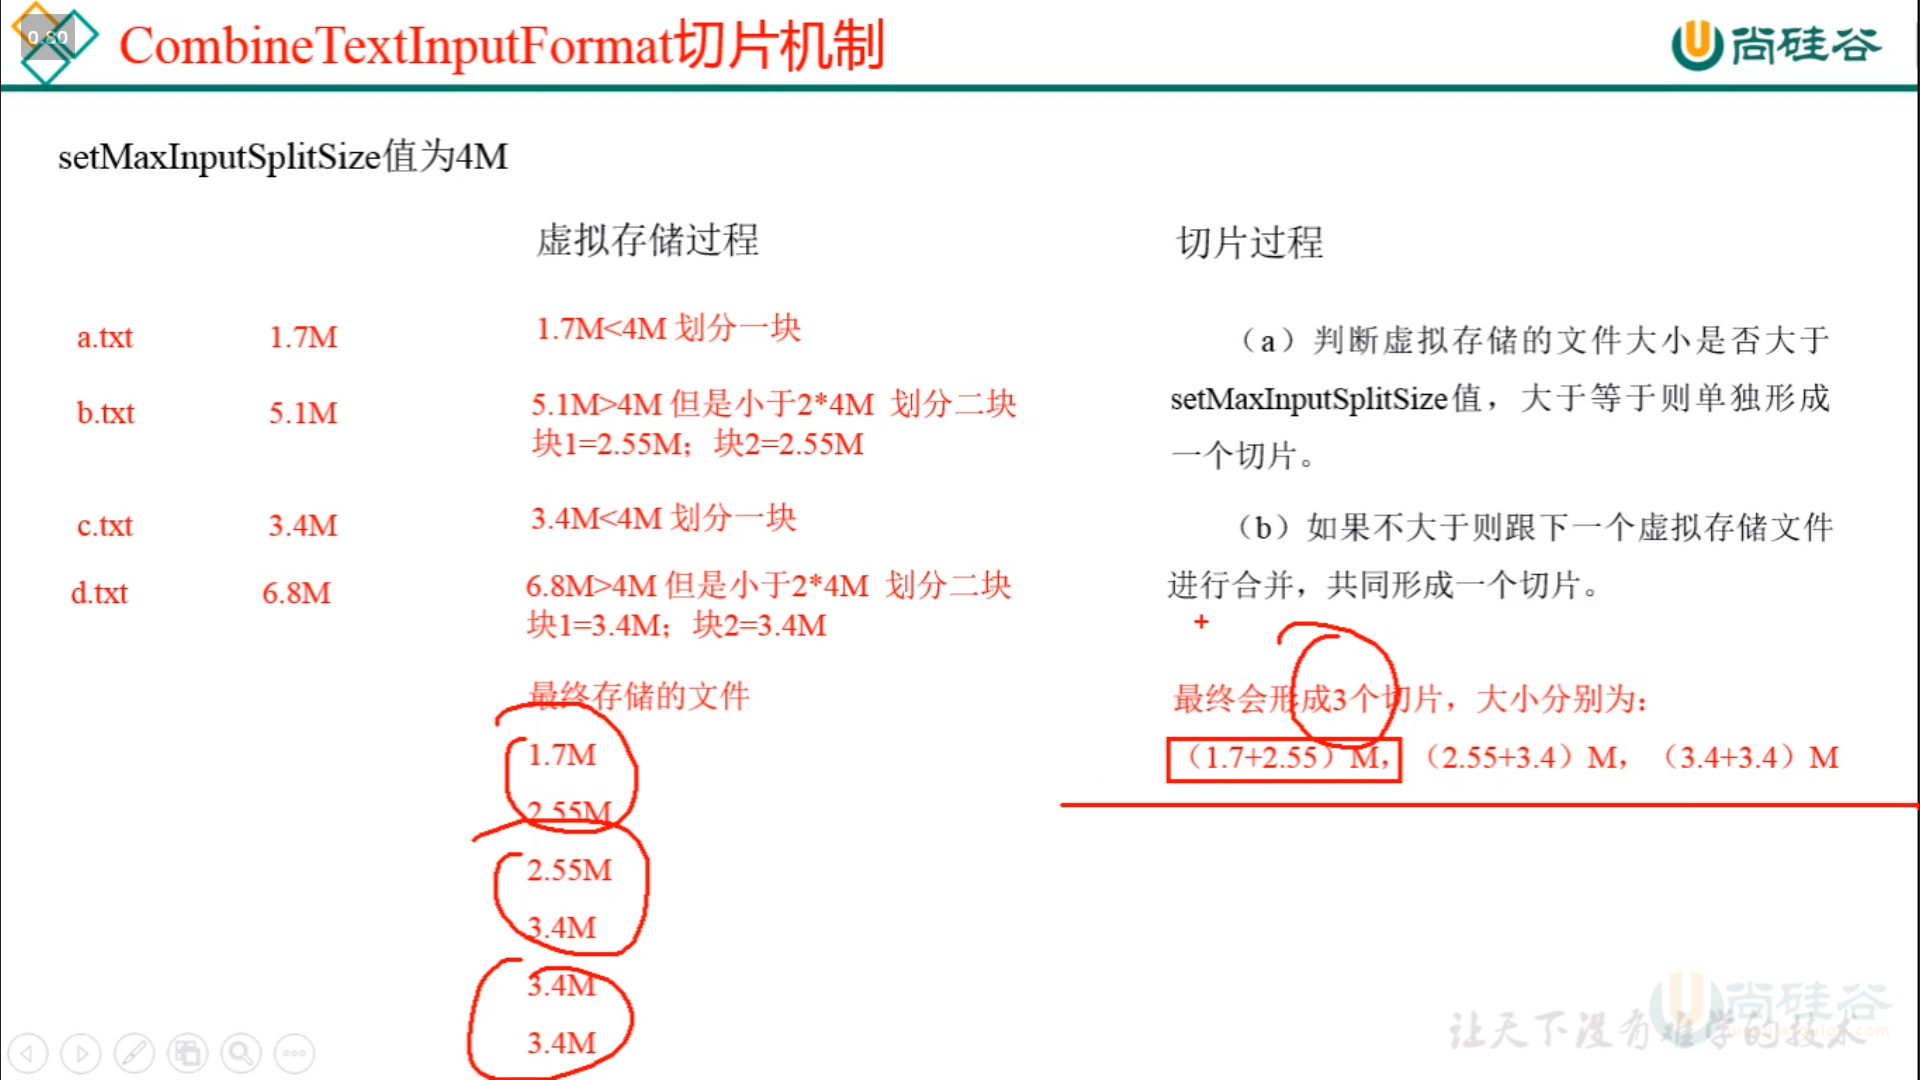 0.80
CombineTextInputFormat切片机制
尚硅谷
setMaxInputSplitSize值为4M
虚拟存储过程
切片过程
a.txt 1.7M 1.7M<4M 划分一块
b.txt 5.1M 5.1M>4M 但是小于2*4M 划分二块
块1=2.55M；块2=2.55M
c.txt 3.4M 3.4M<4M 划分一块
d.txt 6.8M 6.8M>4M 但是小于2*4M 划分二块
块1=3.4M；块2=3.4M
最终存储的文件
1.7M
2.55M
2.55M
3.4M
3.4M
3.4M
（a）判断虚拟存储的文件大小是否大于
setMaxInputSplitSize值，大于等于则单独形成
一个切片。
（b）如果不大于则跟下一个虚拟存储文件
进行合并，共同形成一个切片。
最终会形成3个切片，大小分别为：
（1.7+2.55）M，（2.55+3.4）M，（3.4+3.4）M
尚硅谷
让天下没有难学的技术